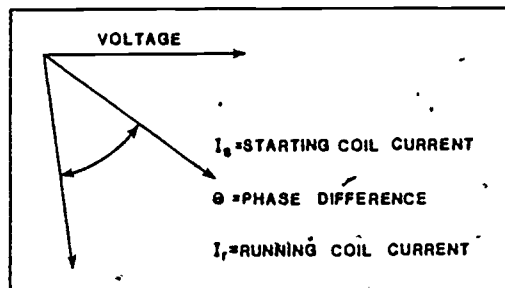 VOLTAGE
Iₛ=STARTING COIL CURRENT
θ=PHASE DIFFERENCE
Iᵣ=RUNNING COIL CURRENT